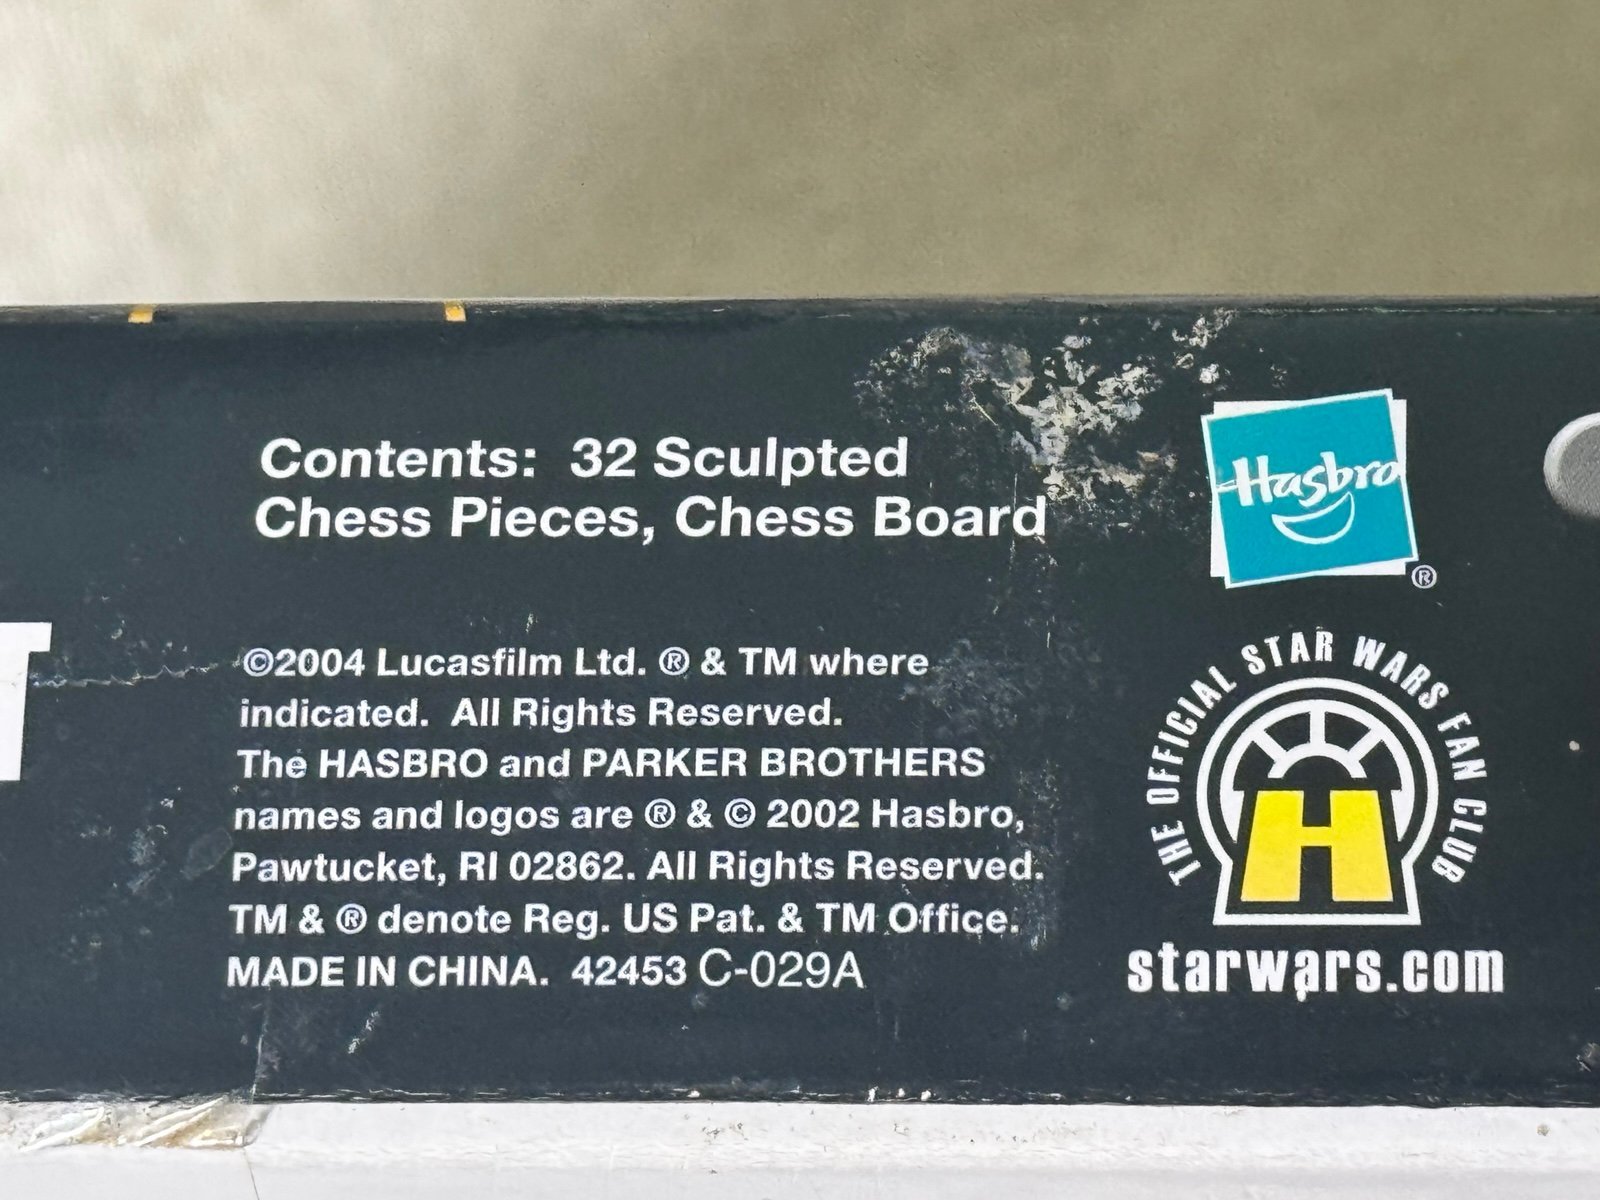 Contents:  32 Sculpted
Chess Pieces, Chess Board
©2004 Lucasfilm Ltd. ® & TM where
indicated.  All Rights Reserved.
The HASBRO and PARKER BROTHERS
names and logos are ® & © 2002 Hasbro,
Pawtucket, RI 02862. All Rights Reserved.
TM & ® denote Reg. US Pat. & TM Office.
MADE IN CHINA.  42453 C-029A
Hasbro
®
THE OFFICIAL STAR WARS FAN CLUB
H
starwars.com
T